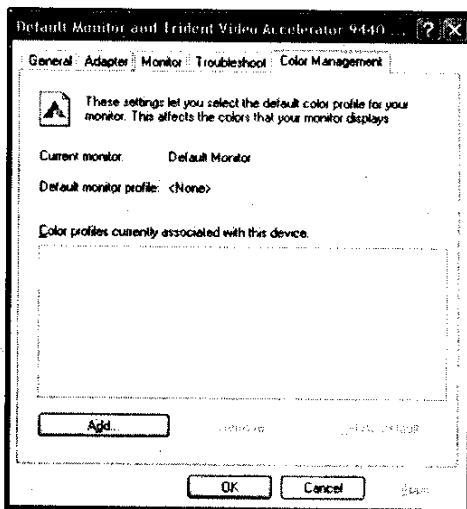 Default Monitor and Trident Video Accelerator 9440 ...
General Adapter Monitor Troubleshoot Color Management
These settings let you select the default color profile for your
monitor. This affects the colors that your monitor displays
Current monitor: Default Monitor
Default monitor profile: <None>
Color profiles currently associated with this device.
Add...
OK Cancel